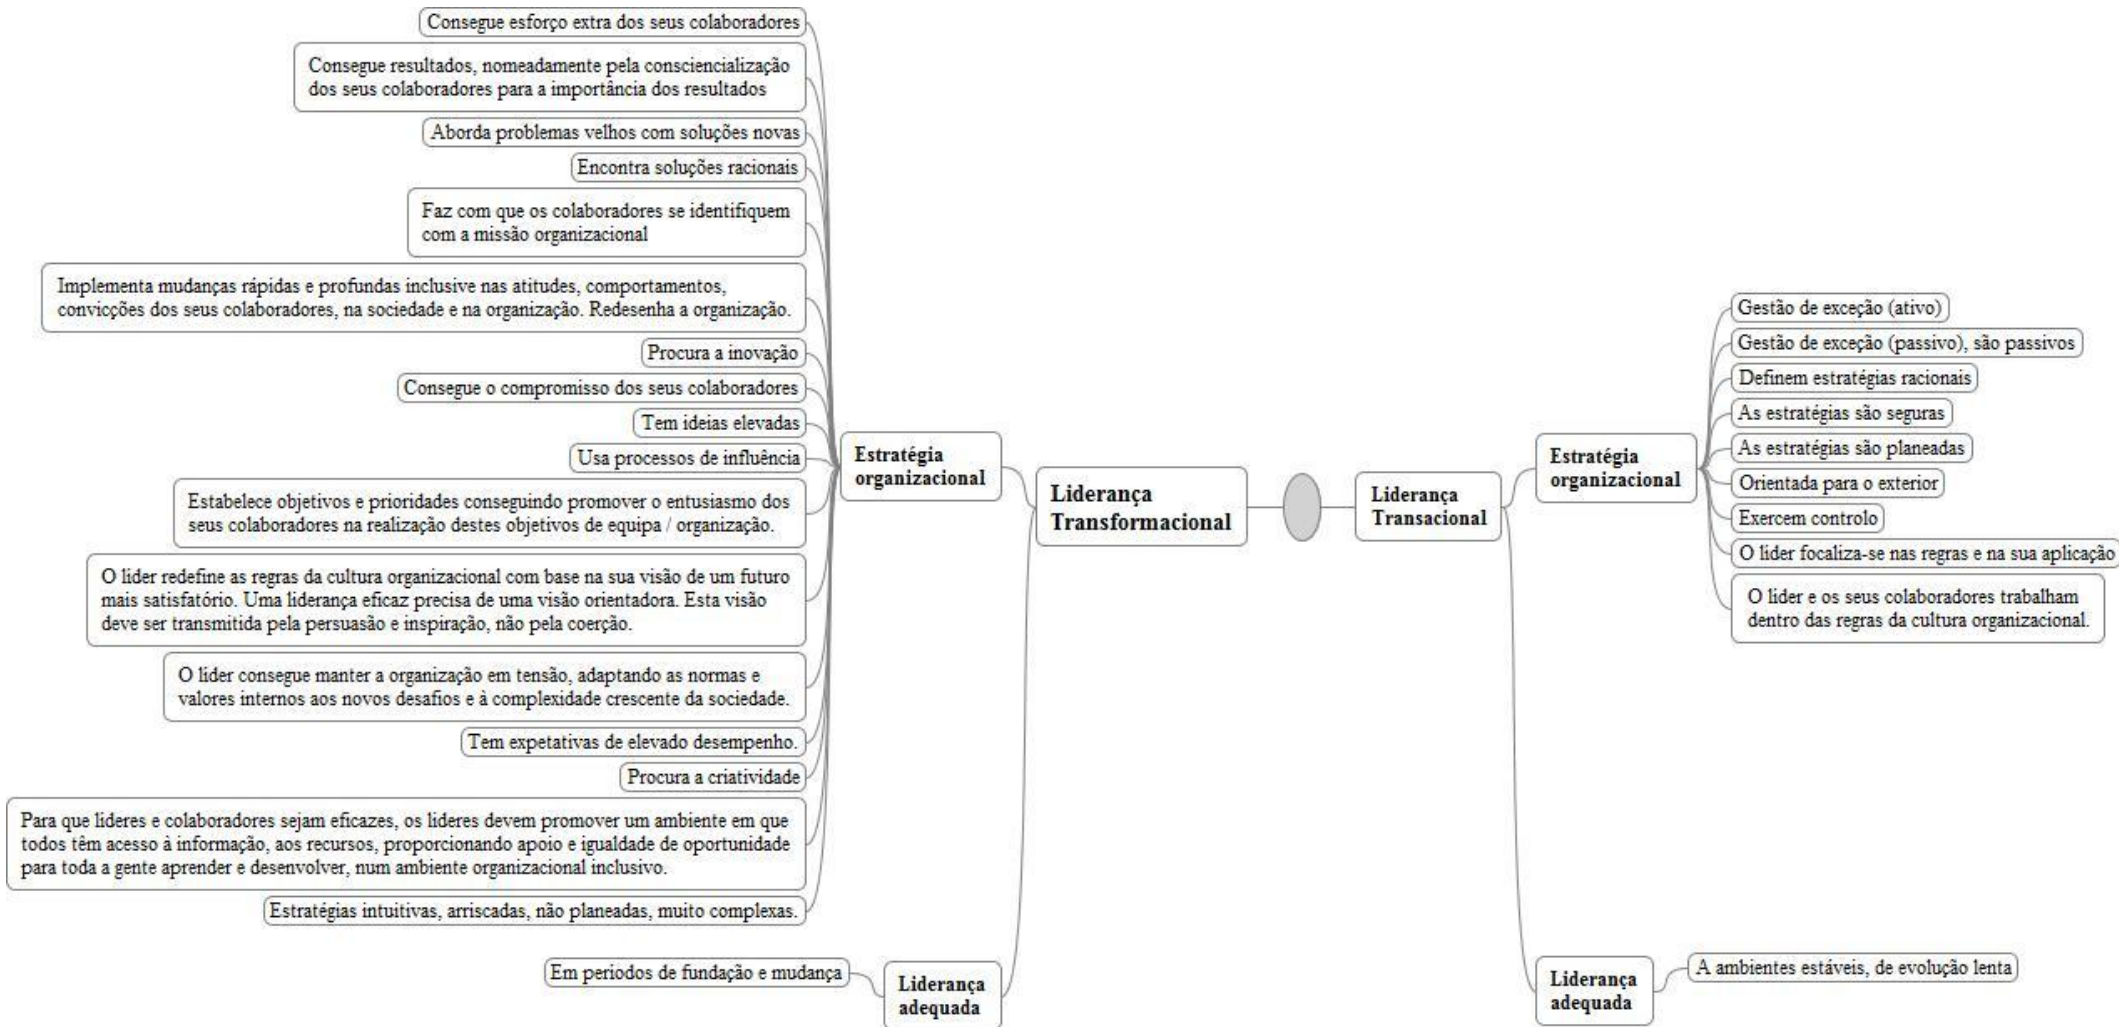 Consegue esforço extra dos seus colaboradores
Consegue resultados, nomeadamente pela consciencialização
dos seus colaboradores para a importância dos resultados
Aborda problemas velhos com soluções novas
Encontra soluções racionais
Faz com que os colaboradores se identifiquem
com a missão organizacional
Implementa mudanças rápidas e profundas inclusive nas atitudes, comportamentos,
convicções dos seus colaboradores, na sociedade e na organização. Redesenha a organização.
Procura a inovação
Consegue o compromisso dos seus colaboradores
Tem ideias elevadas
Usa processos de influência
Estabelece objetivos e prioridades conseguindo promover o entusiasmo dos
seus colaboradores na realização destes objetivos de equipa / organização.
O líder redefine as regras da cultura organizacional com base na sua visão de um futuro
mais satisfatório. Uma liderança eficaz precisa de uma visão orientadora. Esta visão
deve ser transmitida pela persuasão e inspiração, não pela coerção.
O líder consegue manter a organização em tensão, adaptando as normas e
valores internos aos novos desafios e à complexidade crescente da sociedade.
Tem expetativas de elevado desempenho.
Procura a criatividade
Para que líderes e colaboradores sejam eficazes, os líderes devem promover um ambiente em que
todos têm acesso à informação, aos recursos, proporcionando apoio e igualdade de oportunidade
para toda a gente aprender e desenvolver, num ambiente organizacional inclusivo.
Estratégias intuitivas, arriscadas, não planeadas, muito complexas.
Estratégia
organizacional
Em períodos de fundação e mudança
Liderança
adequada
Liderança
Transformacional
Liderança
Transacional
Estratégia
organizacional
Gestão de exceção (ativo)
Gestão de exceção (passivo), são passivos
Definem estratégias racionais
As estratégias são seguras
As estratégias são planeadas
Orientada para o exterior
Exercem controlo
O líder focaliza-se nas regras e na sua aplicação
O líder e os seus colaboradores trabalham
dentro das regras da cultura organizacional.
Liderança
adequada
A ambientes estáveis, de evolução lenta